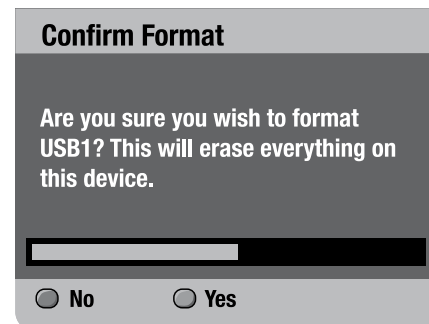 Confirm Format
Are you sure you wish to format
USB1? This will erase everything on
this device.
No Yes